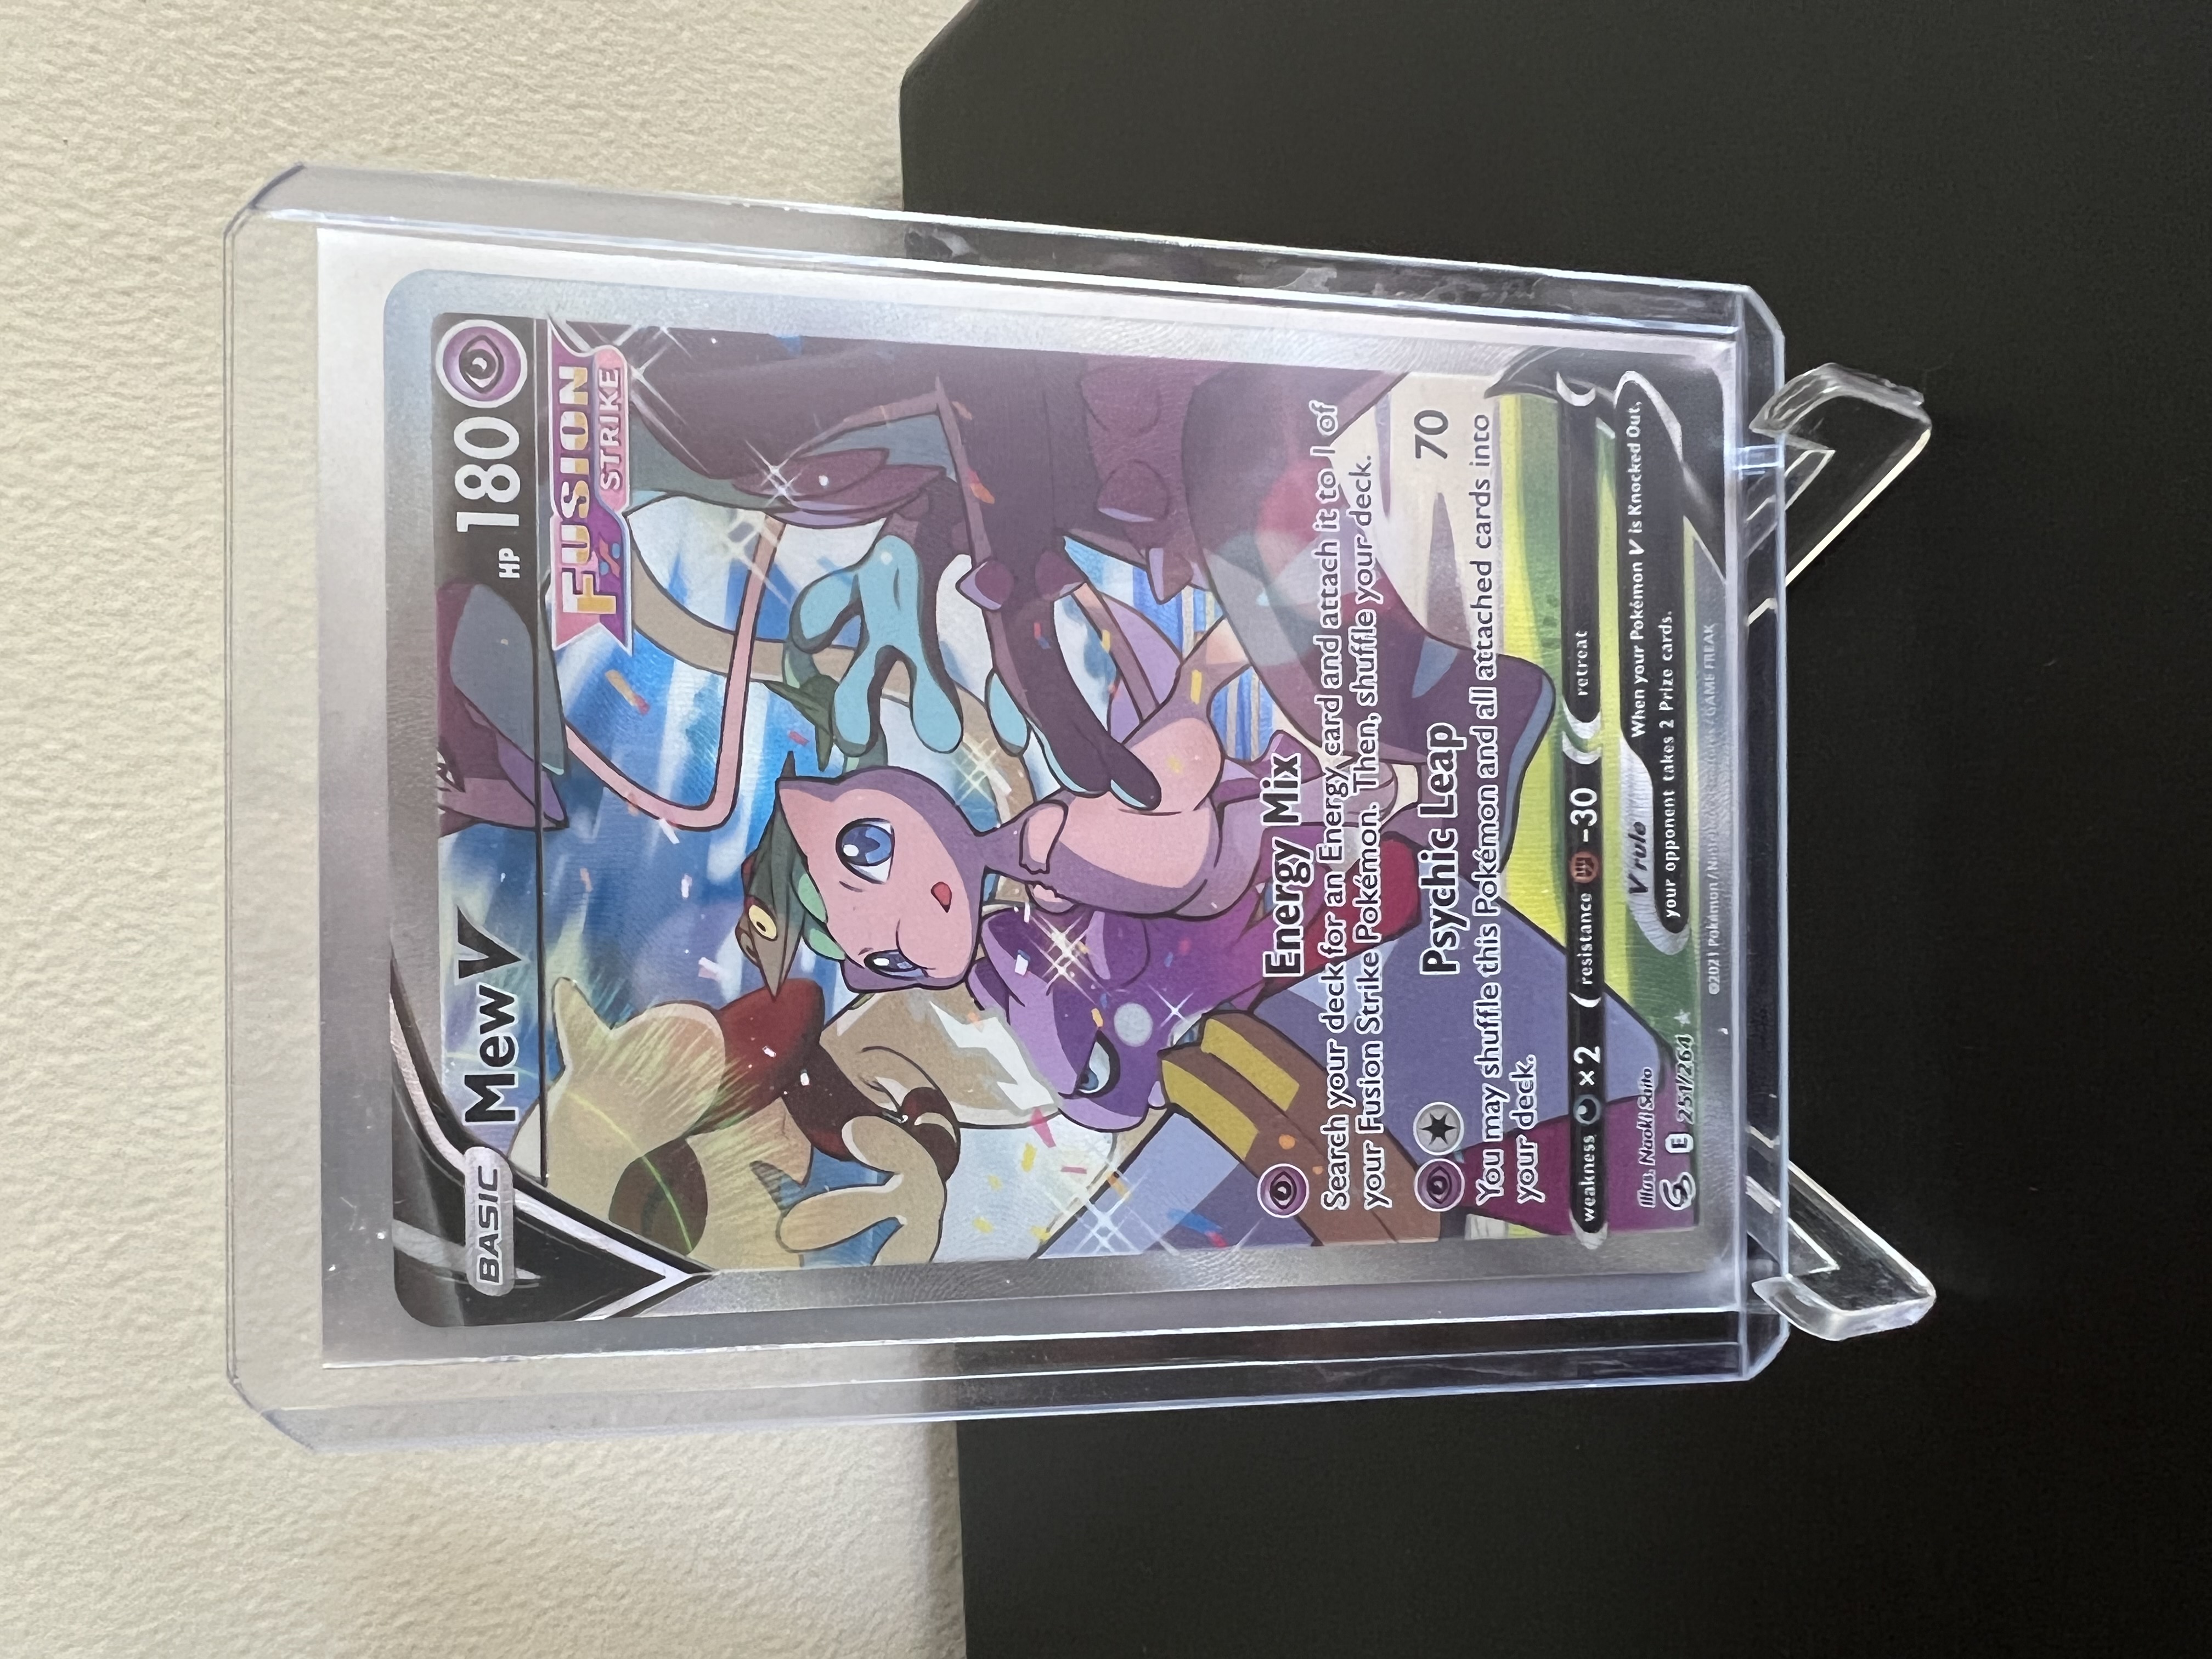 BASIC Mew V HP 180
FUSION
STRIKE
Energy Mix
Search your deck for an Energy card and attach it to 1 of
your Fusion Strike Pokémon. Then, shuffle your deck.
Psychic Leap 70
You may shuffle this Pokémon and all attached cards into
your deck.
weakness ×2 resistance -30 retreat
Illus. Naoki Saito
V rule When your Pokémon V is Knocked Out,
your opponent takes 2 Prize cards.
E 251/264
©2021 Pokémon / Nintendo / Creatures / GAME FREAK